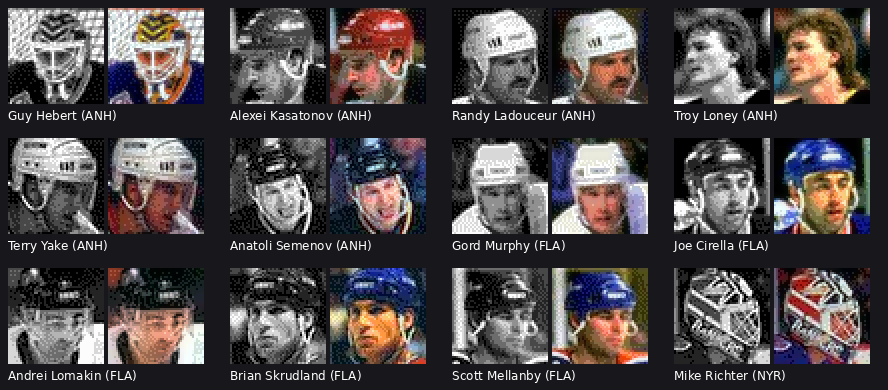 Guy Hebert (ANH)
Alexei Kasatonov (ANH)
Randy Ladouceur (ANH)
Troy Loney (ANH)
Terry Yake (ANH)
Anatoli Semenov (ANH)
Gord Murphy (FLA)
Joe Cirella (FLA)
Andrei Lomakin (FLA)
Brian Skrudland (FLA)
Scott Mellanby (FLA)
Mike Richter (NYR)